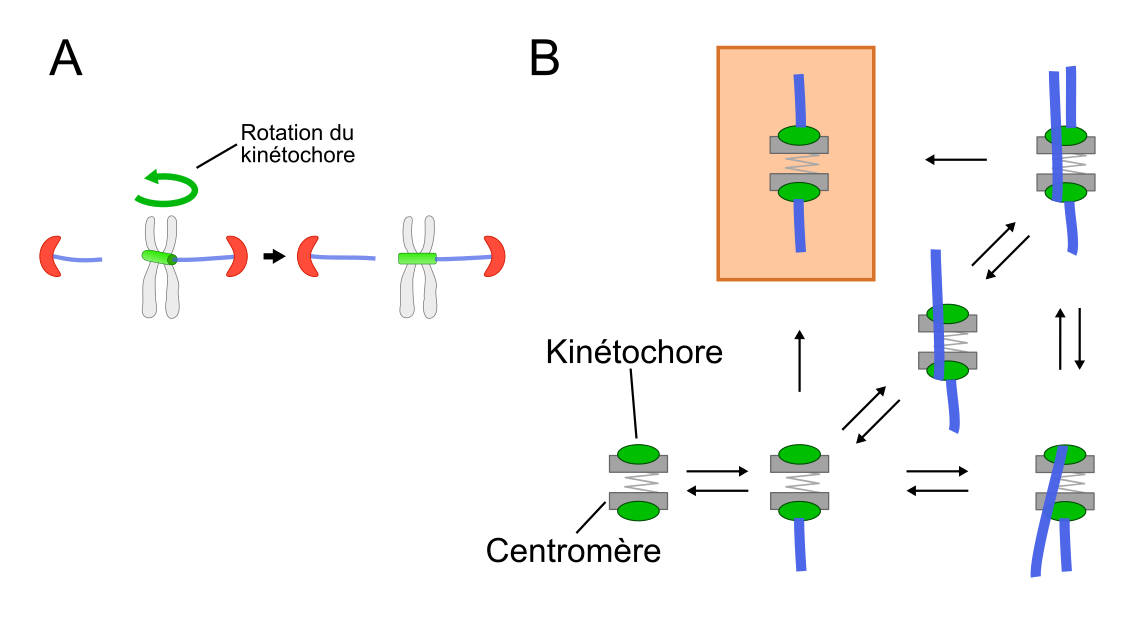 A
B
Rotation du
kinétochore
Kinétochore
Centromère